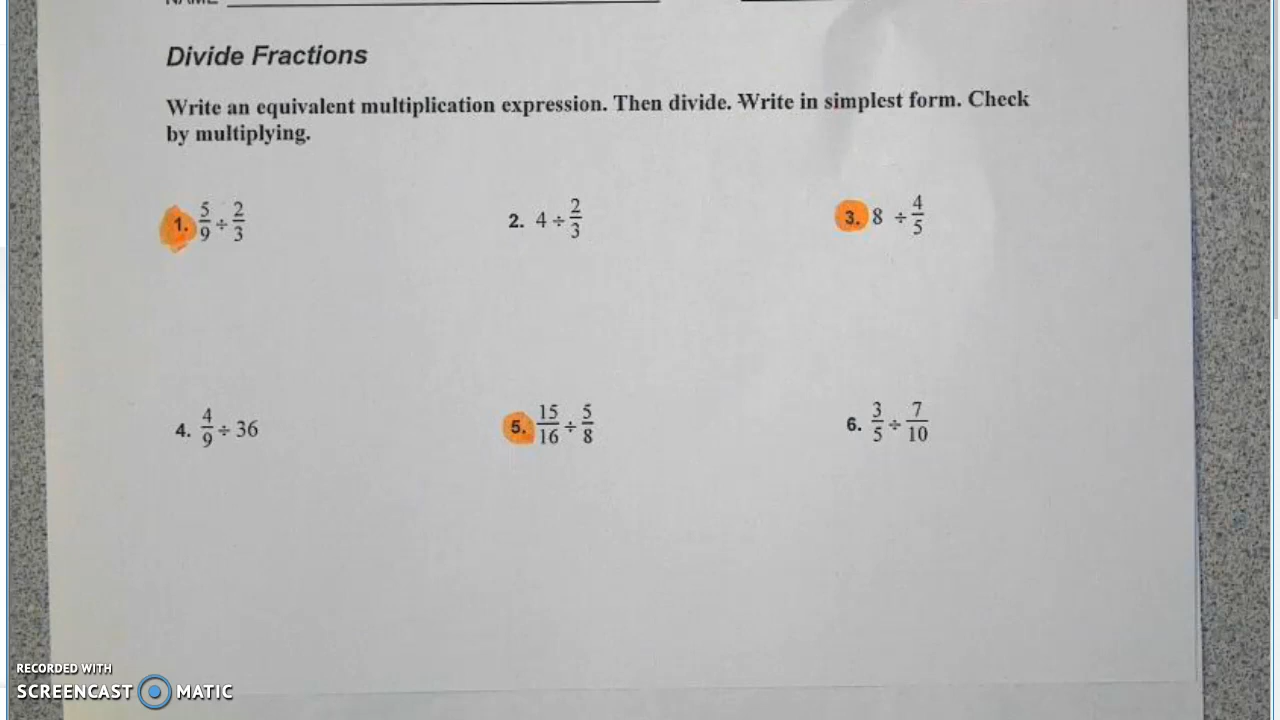 NAME
Divide Fractions
Write an equivalent multiplication expression. Then divide. Write in simplest form. Check
by multiplying.
1. 5/9 ÷ 2/3
2. 4 ÷ 2/3
3. 8 ÷ 4/5
4. 4/9 ÷ 36
5. 15/16 ÷ 5/8
6. 3/5 ÷ 7/10
RECORDED WITH
SCREENCAST MATIC